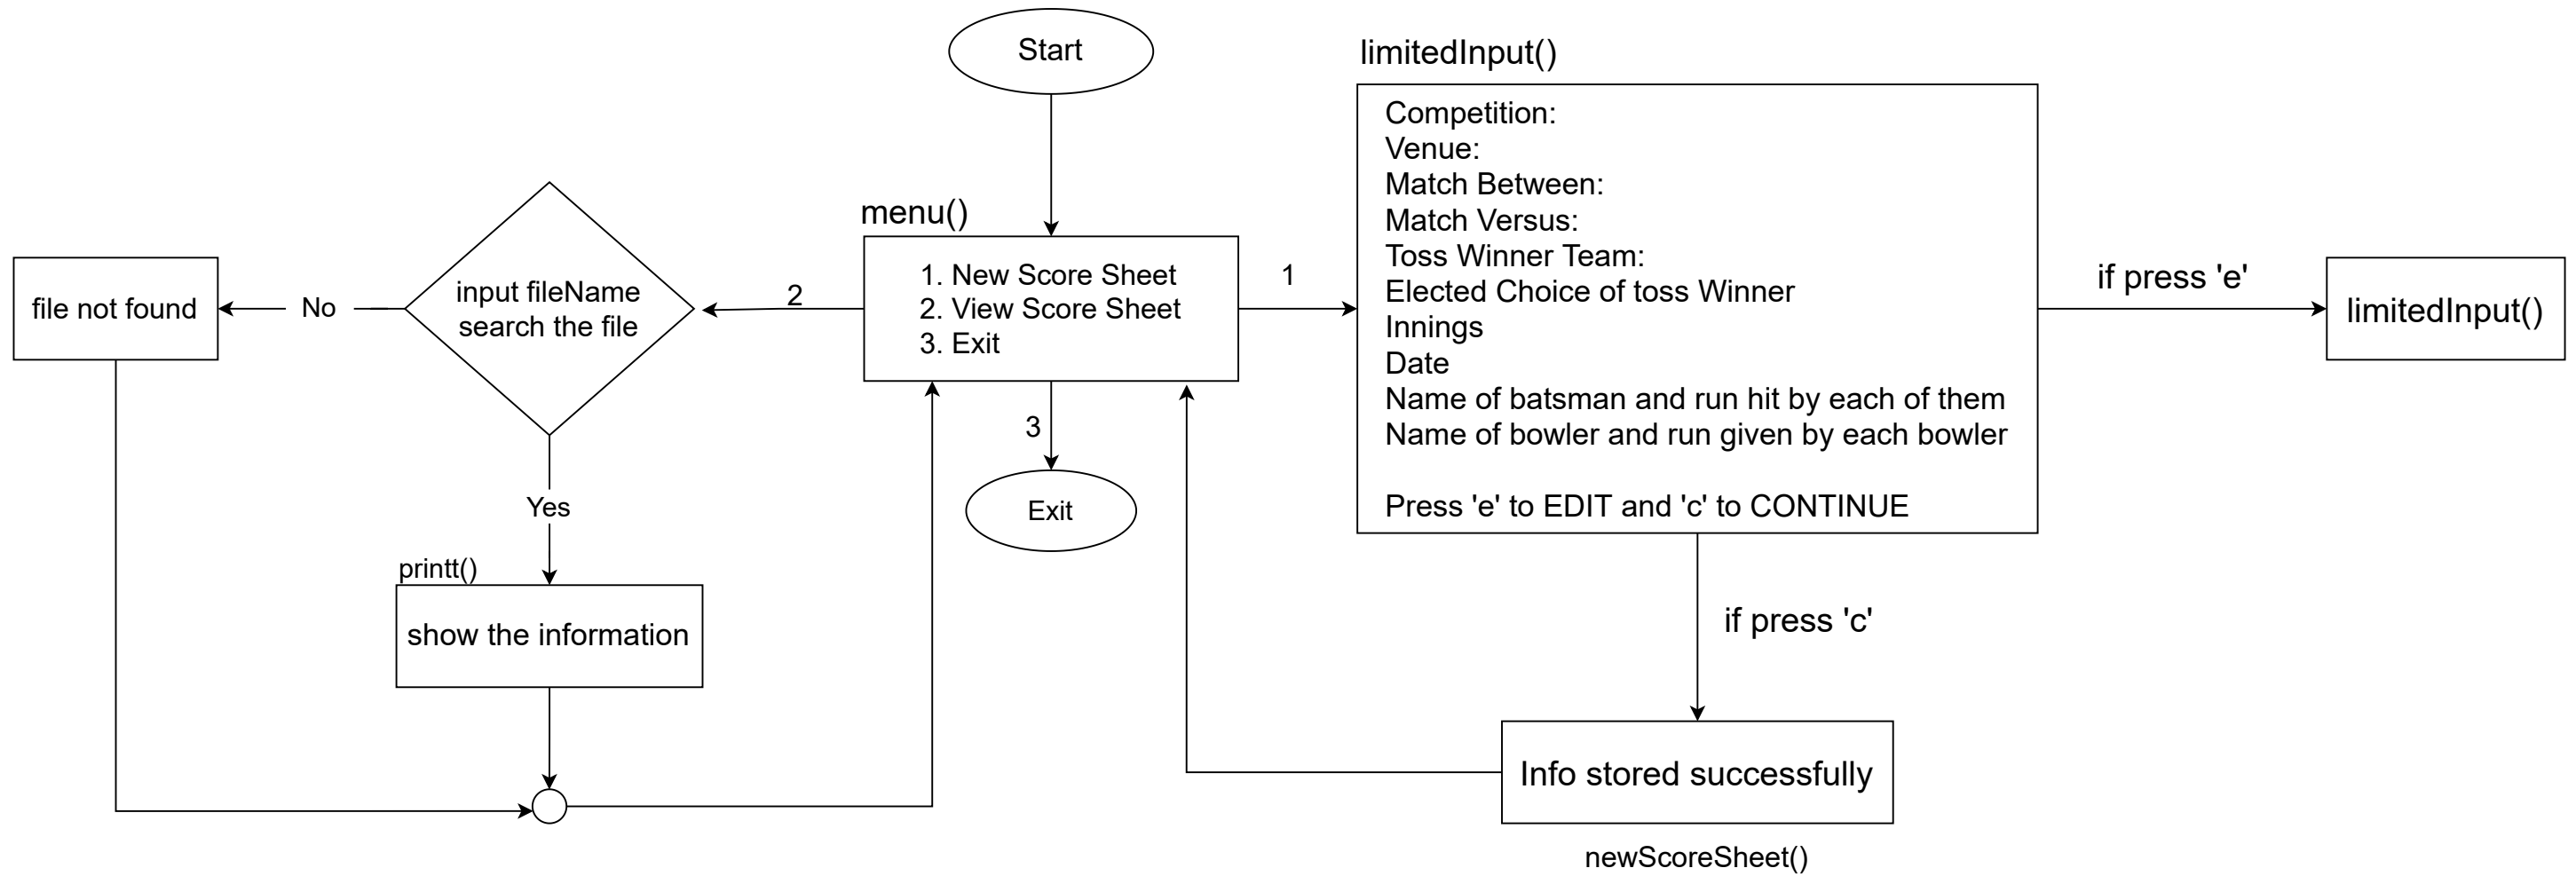 Start
limitedInput()
Competition:
Venue:
Match Between:
Match Versus:
Toss Winner Team:
Elected Choice of toss Winner
Innings
Date
Name of batsman and run hit by each of them
Name of bowler and run given by each bowler
Press 'e' to EDIT and 'c' to CONTINUE
menu()
1. New Score Sheet
2. View Score Sheet
3. Exit
1
2
3
Exit
input fileName
search the file
No
file not found
Yes
printt()
show the information
if press 'e'
limitedInput()
if press 'c'
Info stored successfully
newScoreSheet()